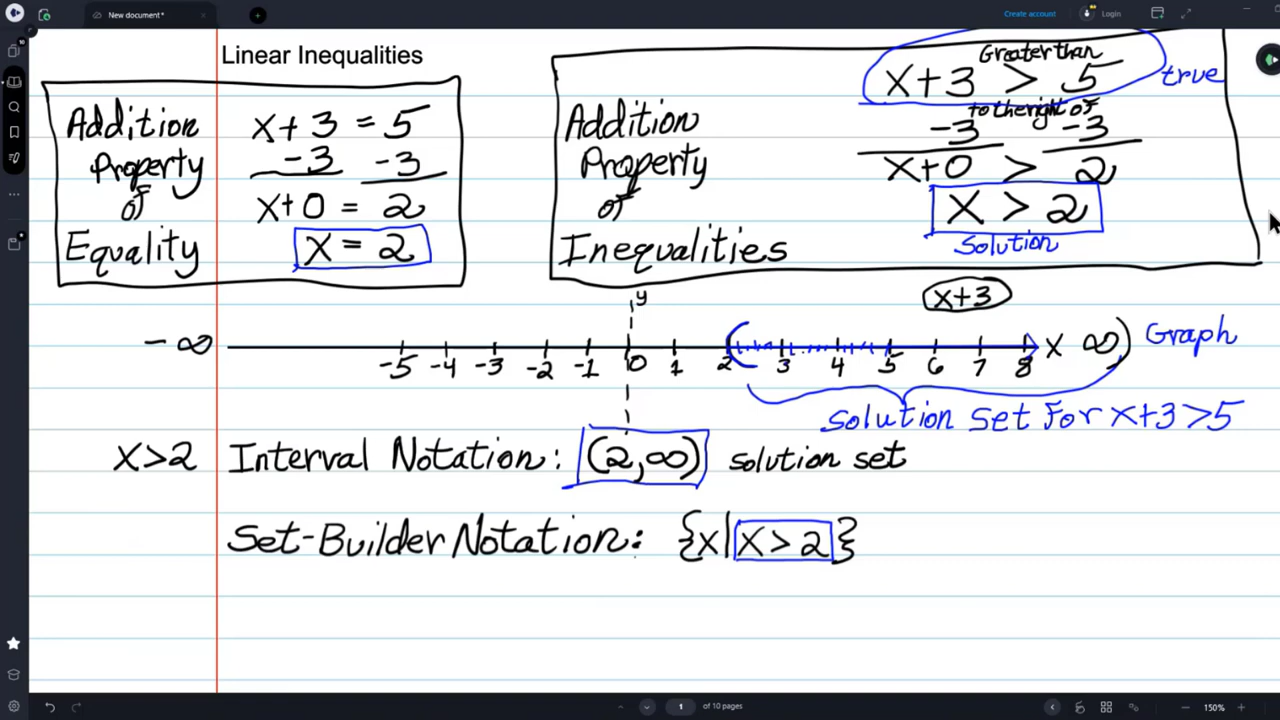 New document*
Create account
Login
Linear Inequalities
Addition
Property
of
Equality
x+3=5
-3 -3
x+0 = 2
x = 2
Addition
Property
of
Inequalities
Greater than
x+3 > 5
true
to the right of
-3 -3
x+0 > 2
x > 2
Solution
x+3
y
-∞ -5 -4 -3 -2 -1 0 1 2 3 4 5 6 7 8 x ∞)
Graph
solution set for x+3>5
x>2 Interval Notation: (2,∞) solution set
Set-Builder Notation: {x|x>2}
1 of 10 pages
150%